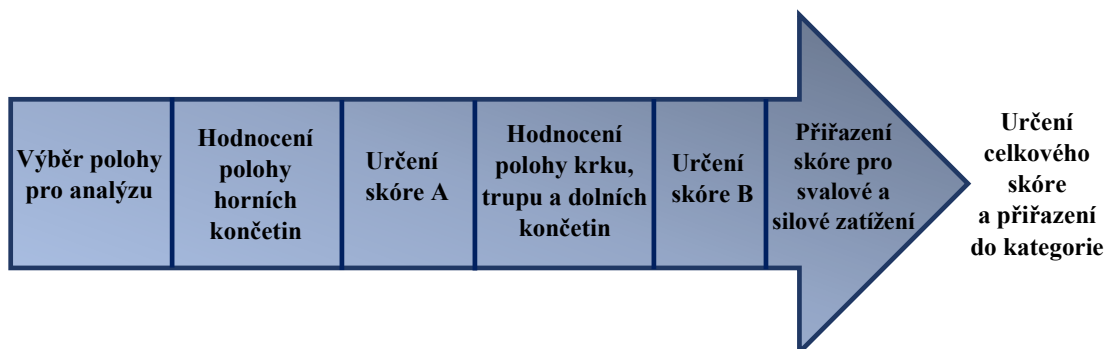 Výběr polohy
pro analýzu
Hodnocení
polohy
horních
končetin
Určení
skóre A
Hodnocení
polohy krku,
trupu a dolních
končetin
Určení
skóre B
Přiřazení
skóre pro
svalové a
silové zatížení
Určení
celkového
skóre
a přiřazení
do kategorie